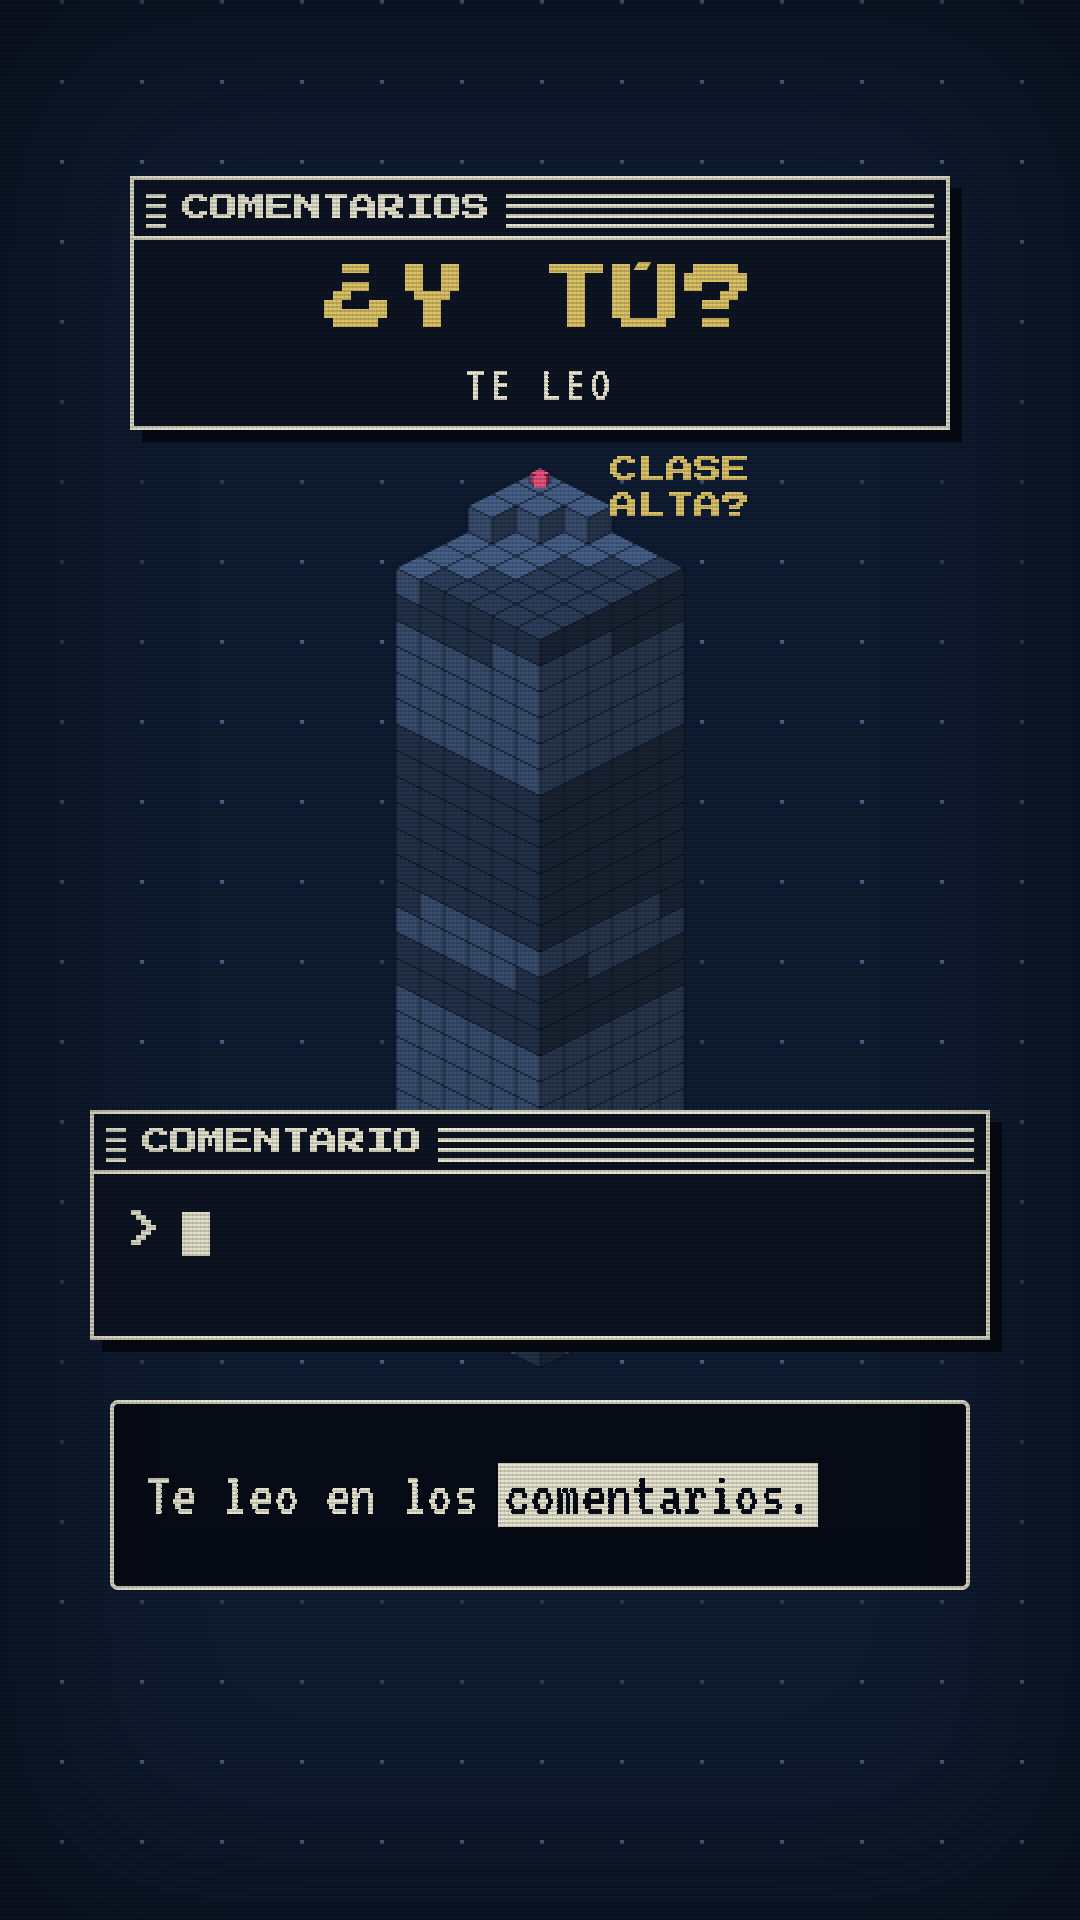 COMENTARIOS
¿Y TÚ?
TE LEO
CLASE
ALTA?
COMENTARIO
>
Te leo en los comentarios.